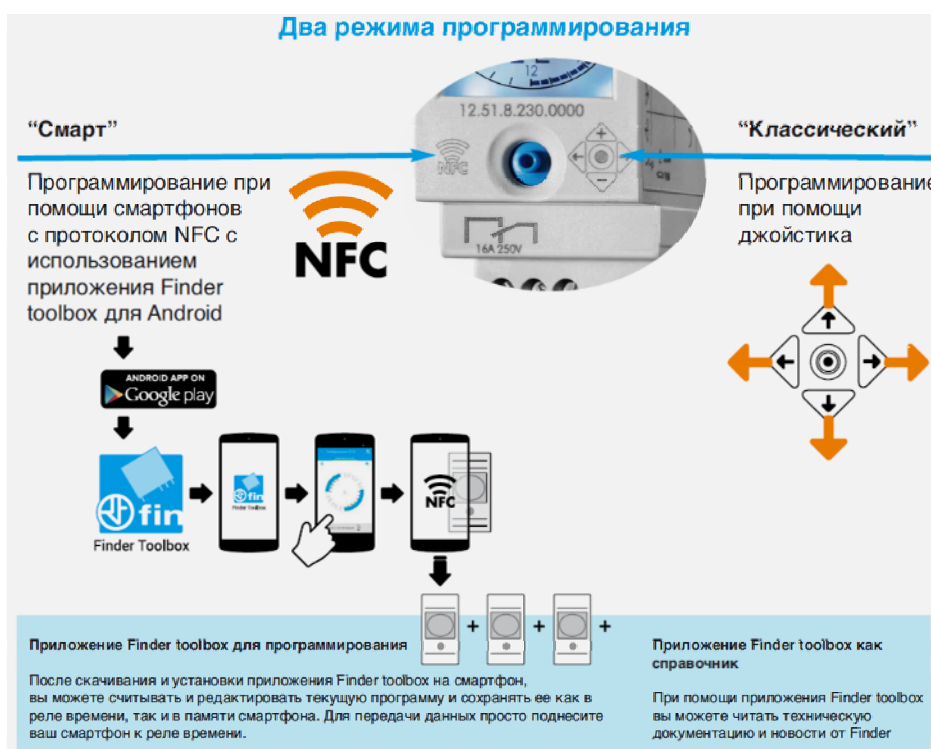 Два режима программирования
12
12.51.8.230.0000
NFC
16A 250V
“Смарт”
Программирование при
помощи смартфонов
с протоколом NFC с
использованием
приложения Finder
toolbox для Android
NFC
“Классический”
Программирование
при помощи
джойстика
ANDROID APP ON
Google play
fin
Finder Toolbox
fin
Finder Toolbox
NFC
+ + +
Приложение Finder toolbox для программирования
После скачивания и установки приложения Finder toolbox на смартфон,
вы можете считывать и редактировать текущую программу и сохранять ее как в
реле времени, так и в памяти смартфона. Для передачи данных просто поднесите
ваш смартфон к реле времени.
Приложение Finder toolbox как
справочник
При помощи приложения Finder toolbox
вы можете читать техническую
документацию и новости от Finder